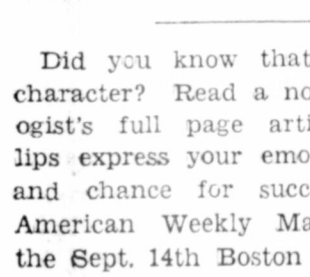 Did you know that
character? Read a no
ogist's full page arti
lips express your emo
and chance for succ
American Weekly Ma
the Sept. 14th Boston